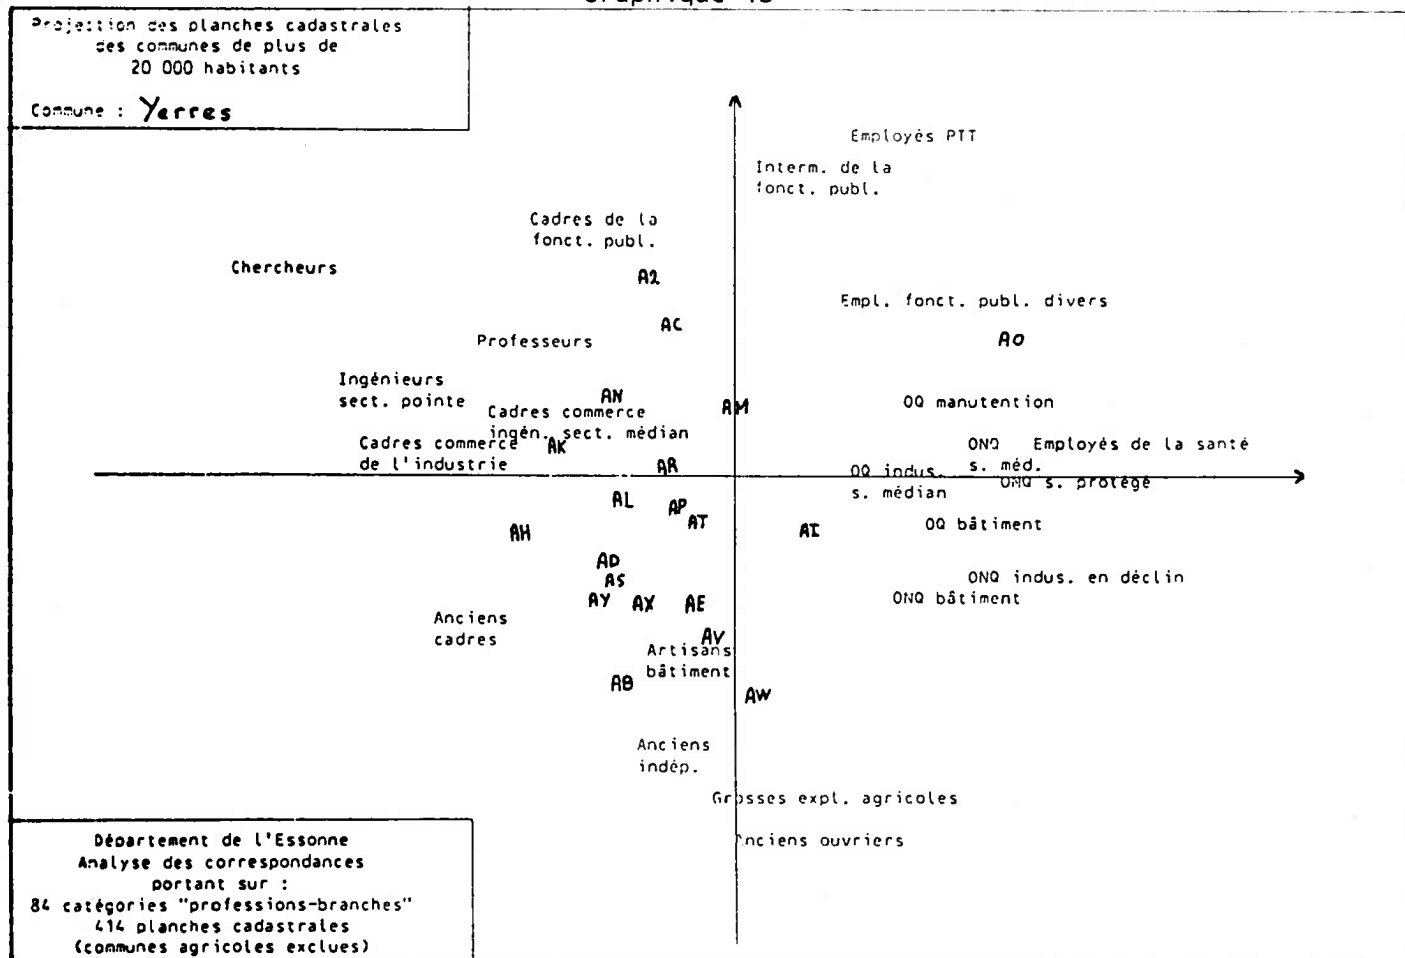 Projection des planches cadastrales
des communes de plus de
20 000 habitants
Commune : Yerres
Employés PTT
Interm. de la
fonct. publ.
Cadres de la
fonct. publ.
Chercheurs
A2
Empl. fonct. publ. divers
AC
AO
Professeurs
Ingénieurs
sect. pointe
AN
Cadres commerce
ingén. sect. médian
AM
OQ manutention
Cadres commerce
de l'industrie
AK
AR
OQ indus.
s. médian
ONQ
s. méd.
Employés de la santé
ONQ s. protégé
AL
AP
AT
AH
AI
OQ bâtiment
AD
AS
AY
AX
AE
ONQ indus. en déclin
ONQ bâtiment
Anciens
cadres
AV
Artisans
bâtiment
AB
AW
Anciens
indép.
Grosses expl. agricoles
Anciens ouvriers
Département de l'Essonne
Analyse des correspondances
portant sur :
84 catégories "professions-branches"
414 planches cadastrales
(communes agricoles exclues)